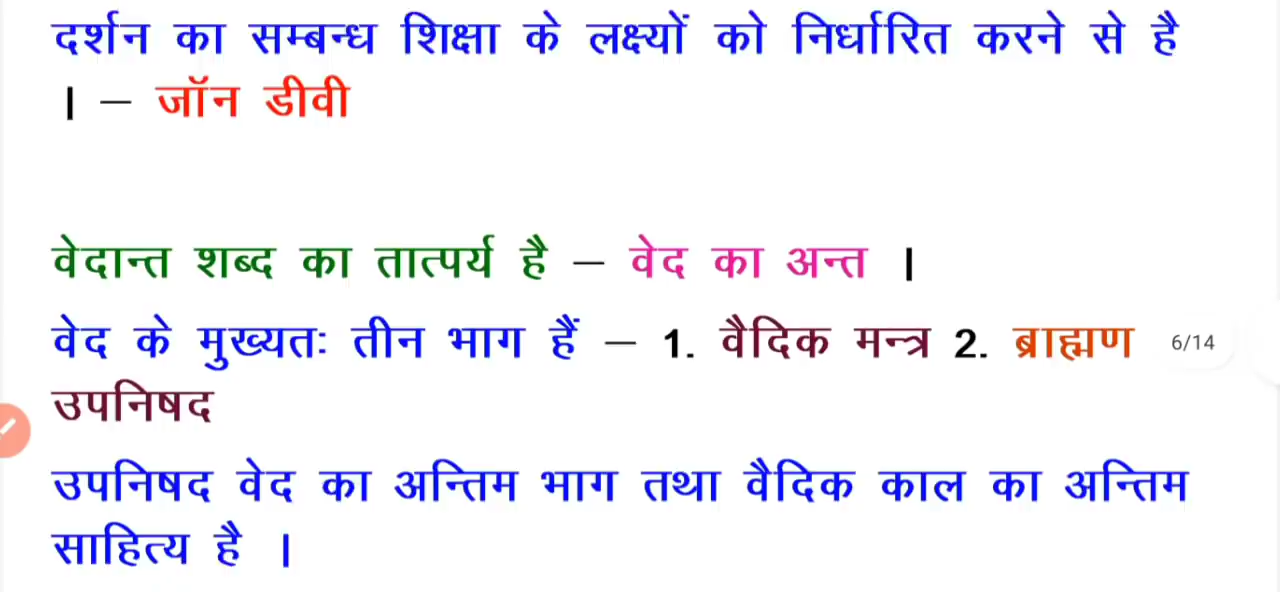 दर्शन का सम्बन्ध शिक्षा के लक्ष्यों को निर्धारित करने से है
। – जॉन डीवी
वेदान्त शब्द का तात्पर्य है – वेद का अन्त ।
वेद के मुख्यतः तीन भाग हैं – 1. वैदिक मन्त्र 2. ब्राह्मण
6/14
उपनिषद
उपनिषद वेद का अन्तिम भाग तथा वैदिक काल का अन्तिम
साहित्य है ।